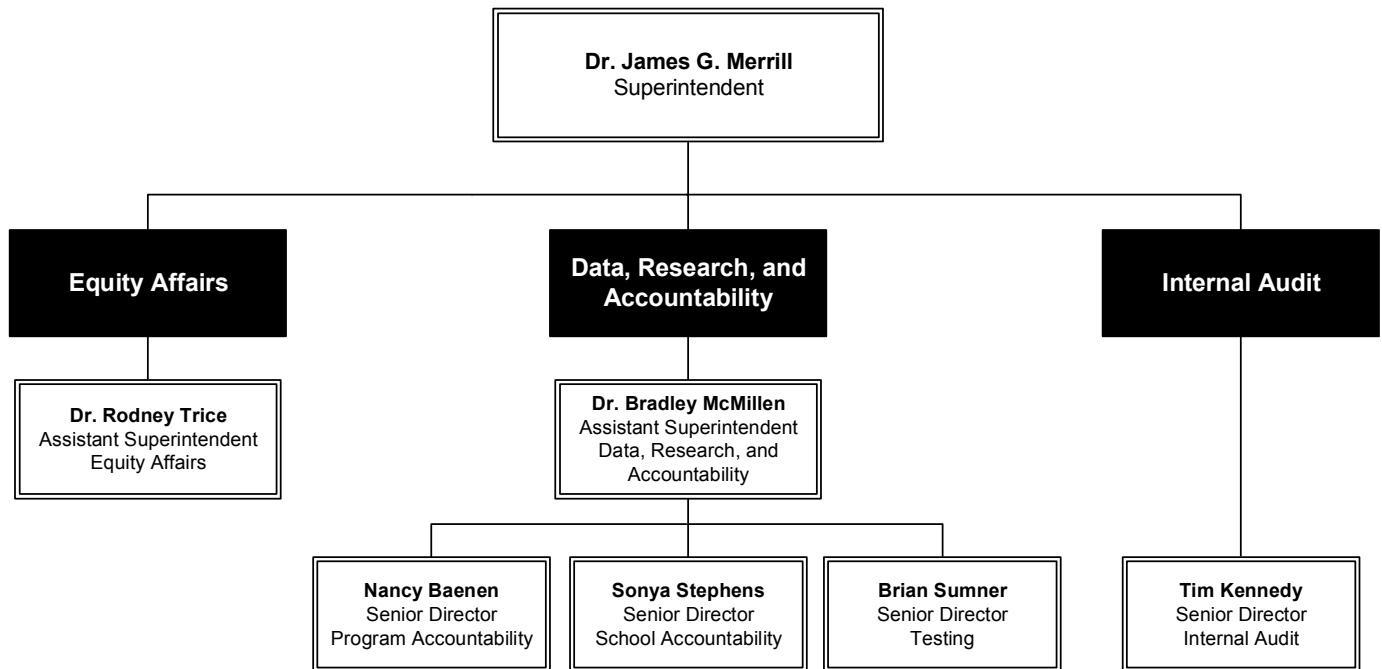 Dr. James G. Merrill
Superintendent
Equity Affairs
Data, Research, and
Accountability
Internal Audit
Dr. Rodney Trice
Assistant Superintendent
Equity Affairs
Dr. Bradley McMillen
Assistant Superintendent
Data, Research, and
Accountability
Nancy Baenen
Senior Director
Program Accountability
Sonya Stephens
Senior Director
School Accountability
Brian Sumner
Senior Director
Testing
Tim Kennedy
Senior Director
Internal Audit